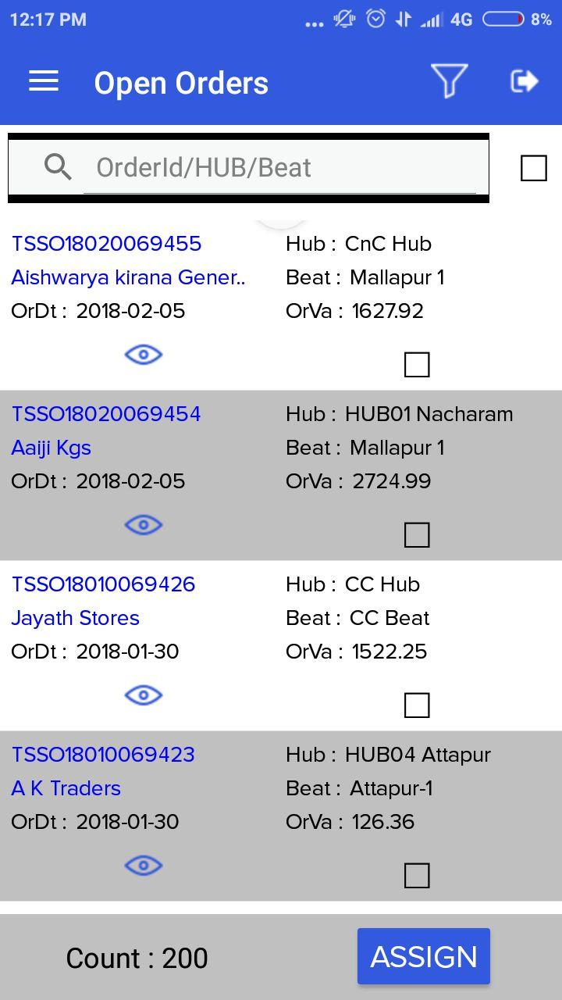 12:17 PM
4G 8%
Open Orders
OrderId/HUB/Beat
TSSO18020069455
Hub : CnC Hub
Aishwarya kirana Gener..
Beat : Mallapur 1
OrDt : 2018-02-05
OrVa : 1627.92
TSSO18020069454
Hub : HUB01 Nacharam
Aaiji Kgs
Beat : Mallapur 1
OrDt : 2018-02-05
OrVa : 2724.99
TSSO18010069426
Hub : CC Hub
Jayath Stores
Beat : CC Beat
OrDt : 2018-01-30
OrVa : 1522.25
TSSO18010069423
Hub : HUB04 Attapur
A K Traders
Beat : Attapur-1
OrDt : 2018-01-30
OrVa : 126.36
Count : 200
ASSIGN